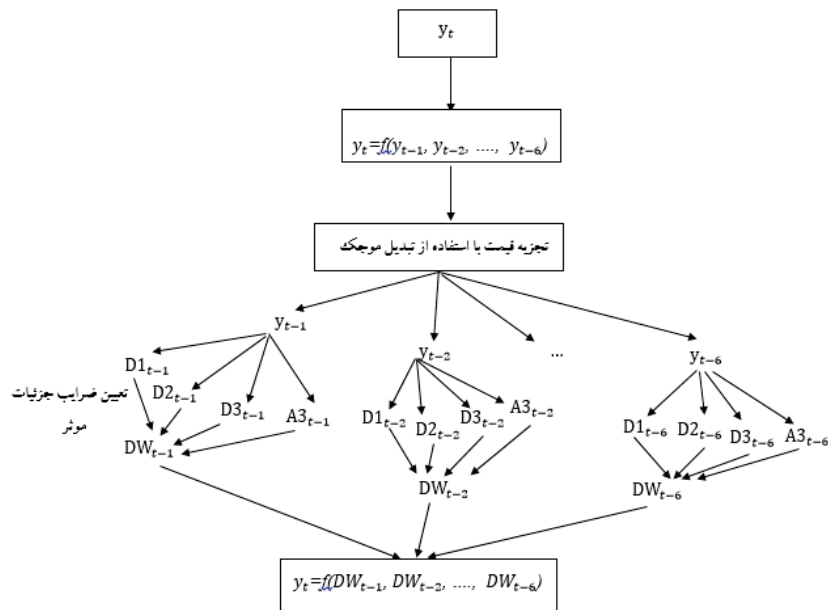 y_t
y_t=f(y_{t−1}, y_{t−2}, ...., y_{t−6})
تجزیه قیمت با استفاده از تبدیل موجک
y_{t−1}
y_{t−2}
...
y_{t−6}
D1_{t−1}
D2_{t−1}
D3_{t−1}
A3_{t−1}
تعیین ضرایب جزئیات
موثر
DW_{t−1}
D1_{t−2}
D2_{t−2}
D3_{t−2}
A3_{t−2}
DW_{t−2}
D1_{t−6}
D2_{t−6}
D3_{t−6}
A3_{t−6}
DW_{t−6}
y_t=f(DW_{t−1}, DW_{t−2}, ...., DW_{t−6})